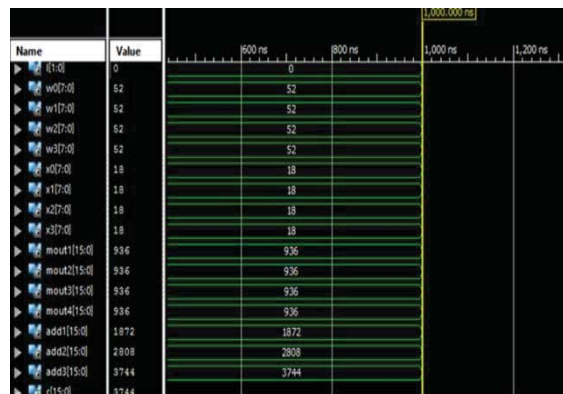 1,000.000 ns
Name Value
600 ns 800 ns 1,000 ns 1,200 ns
f[1:0] 0 0
w0[7:0] 52 52
w1[7:0] 52 52
w2[7:0] 52 52
w3[7:0] 52 52
x0[7:0] 18 18
x1[7:0] 18 18
x2[7:0] 18 18
x3[7:0] 18 18
mout1[15:0] 936 936
mout2[15:0] 936 936
mout3[15:0] 936 936
mout4[15:0] 936 936
add1[15:0] 1872 1872
add2[15:0] 2808 2808
add3[15:0] 3744 3744
r[15:0] 3744